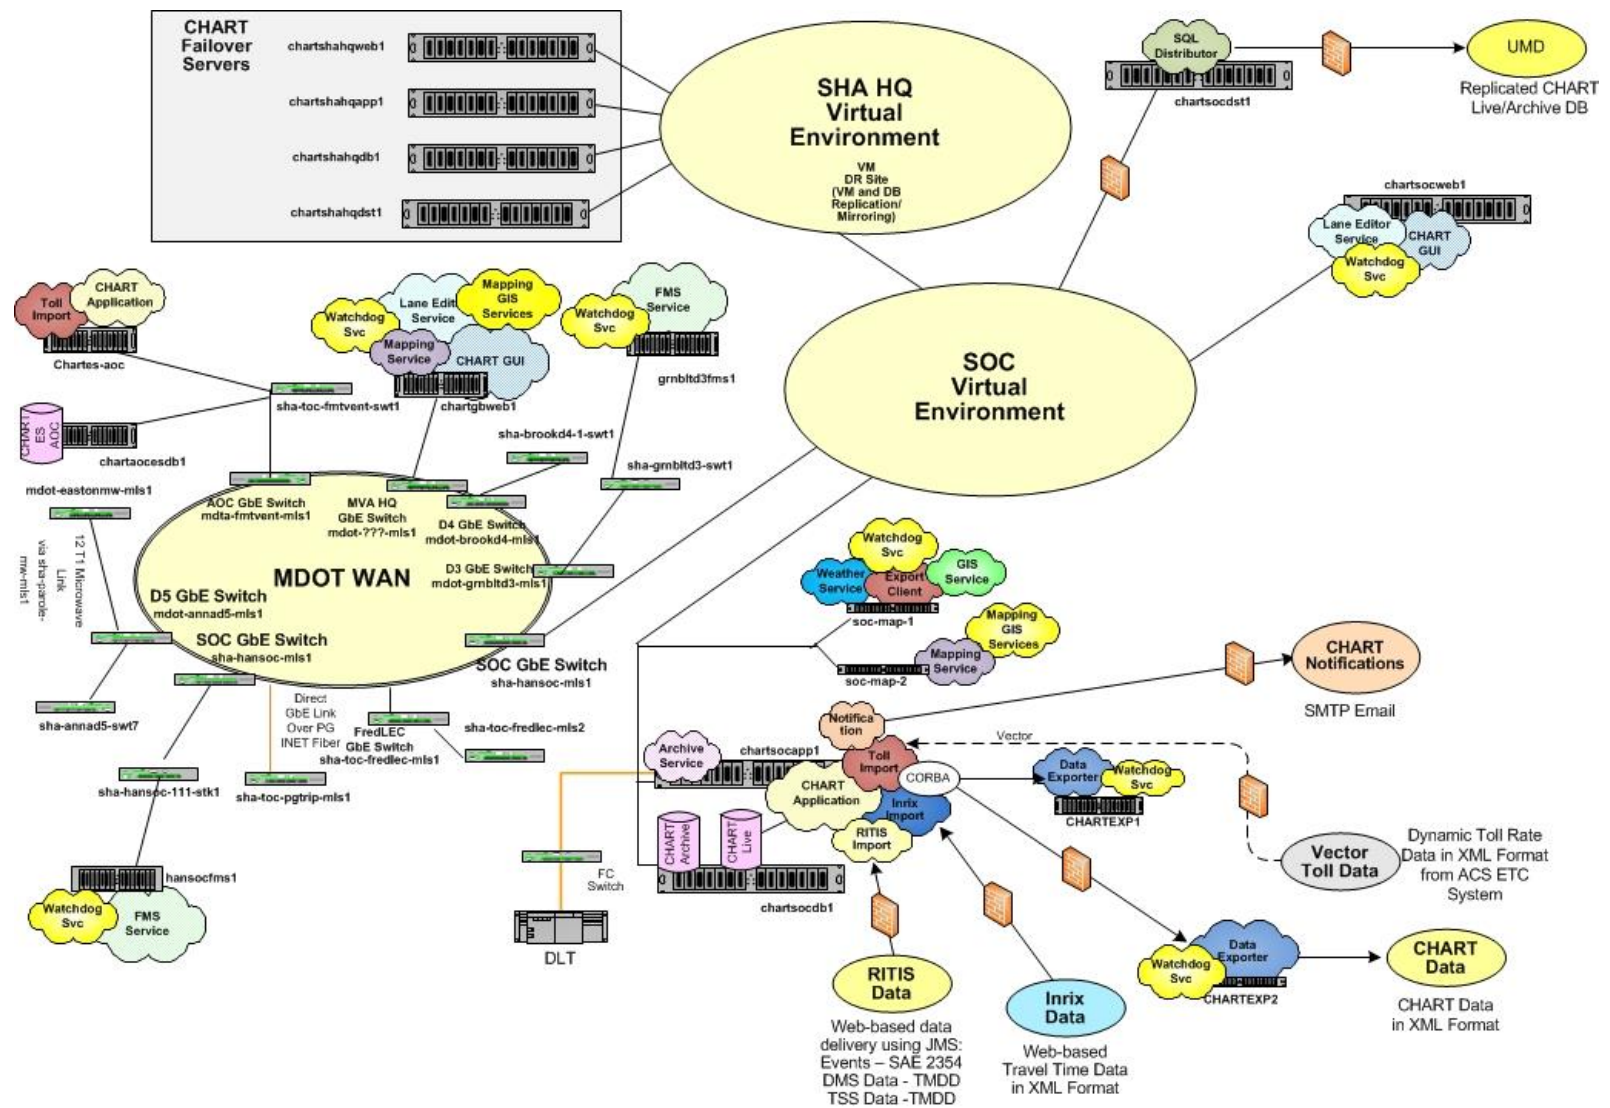 CHART
Failover
Servers
chartshahqweb1
chartshahqapp1
chartshahqdb1
chartshahqdst1
SHA HQ
Virtual
Environment
VM
DR Site
(VM and DB
Replication/
Mirroring)
SQL
Distributor
chartsocdst1
UMD
Replicated CHART
Live/Archive DB
chartsocweb1
Lane Editor
Service
CHART
GUI
Watchdog
Svc
Toll
Import
CHART
Application
Chartes-aoc
sha-toc-fmtvent-swt1
CHART
ES
AOC
chartaocesdb1
Watchdog
Svc
Lane Edit
Service
Mapping
GIS
Services
Mapping
Service
CHART GUI
chartgbweb1
Watchdog
Svc
FMS
Service
grnbltd3fms1
sha-brookd4-1-swt1
sha-grnbltd3-swt1
SOC
Virtual
Environment
mdot-eastonmw-mls1
12 T1 Microwave
Link
via sha-parole-
mw-mls1
AOC GbE Switch
mdta-fmtvent-mls1
MVA HQ
GbE Switch
mdot-???-mls1
D4 GbE Switch
mdot-brookd4-mls1
MDOT WAN
D3 GbE Switch
mdot-grnbltd3-mls1
D5 GbE Switch
mdot-annad5-mls1
SOC GbE Switch
sha-hansoc-mls1
SOC GbE Switch
sha-hansoc-mls1
sha-annad5-swt7
Direct
GbE Link
Over PG
INET Fiber
FredLEC
GbE Switch
sha-toc-fredlec-mls1
sha-toc-fredlec-mls2
sha-hansoc-111-stk1
sha-toc-pgtrip-mls1
hansocfms1
Watchdog
Svc
FMS
Service
Watchdog
Svc
Weather
Service
Export
Client
GIS
Service
soc-map-1
Mapping
GIS
Services
Mapping
Service
soc-map-2
CHART
Notifications
SMTP Email
Notifica
tion
Archive
Service
chartsocapp1
Toll
Import
Vector
CORBA
CHART
Application
Inrix
Import
RITIS
Import
Data
Exporter
Watchdog
Svc
CHARTEXP1
CHART
Archive
CHART
Live
chartsocdb1
FC
Switch
DLT
Vector
Toll Data
Dynamic Toll Rate
Data in XML Format
from ACS ETC
System
RITIS
Data
Web-based data
delivery using JMS:
Events – SAE 2354
DMS Data - TMDD
TSS Data -TMDD
Inrix
Data
Web-based
Travel Time Data
in XML Format
Data
Exporter
Watchdog
Svc
CHARTEXP2
CHART
Data
CHART Data
in XML Format